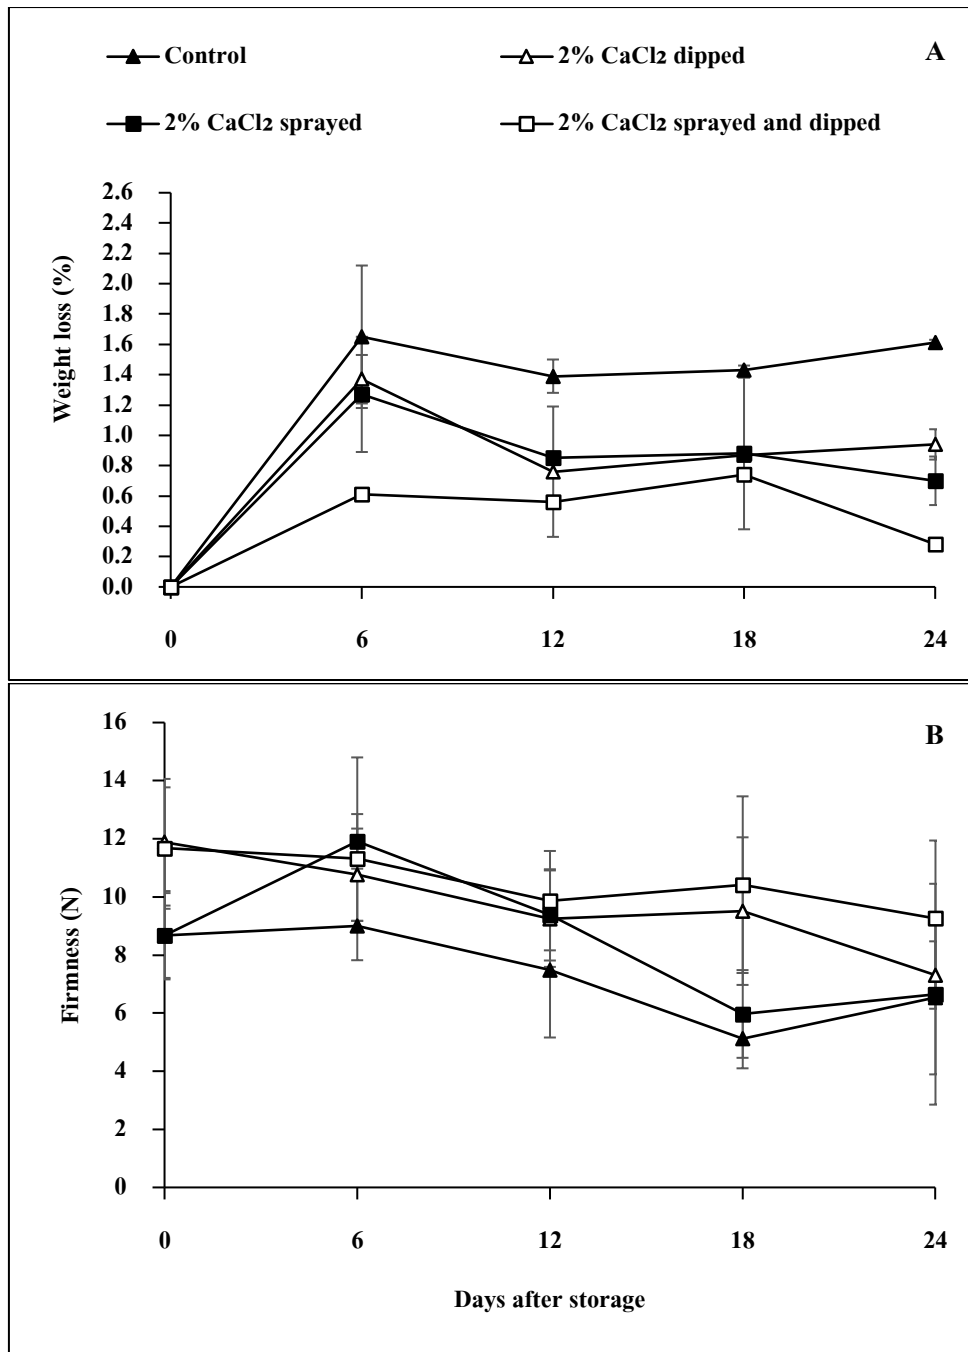 Control
2% CaCl2 dipped
A
2% CaCl2 sprayed
2% CaCl2 sprayed and dipped
Weight loss (%)
2.6
2.4
2.2
2.0
1.8
1.6
1.4
1.2
1.0
0.8
0.6
0.4
0.2
0.0
0 6 12 18 24
B
Firmness (N)
16
14
12
10
8
6
4
2
0
0 6 12 18 24
Days after storage